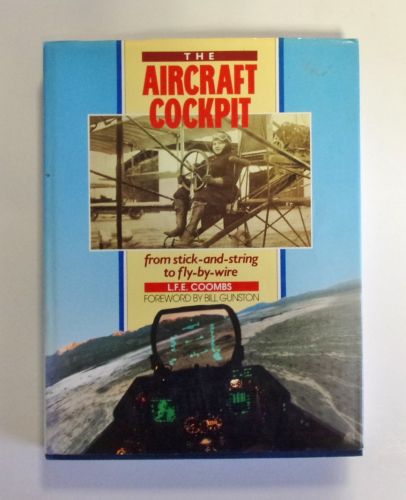 THE
AIRCRAFT
COCKPIT
from stick-and-string
to fly-by-wire
L.F.E. COOMBS
FOREWORD BY BILL GUNSTON